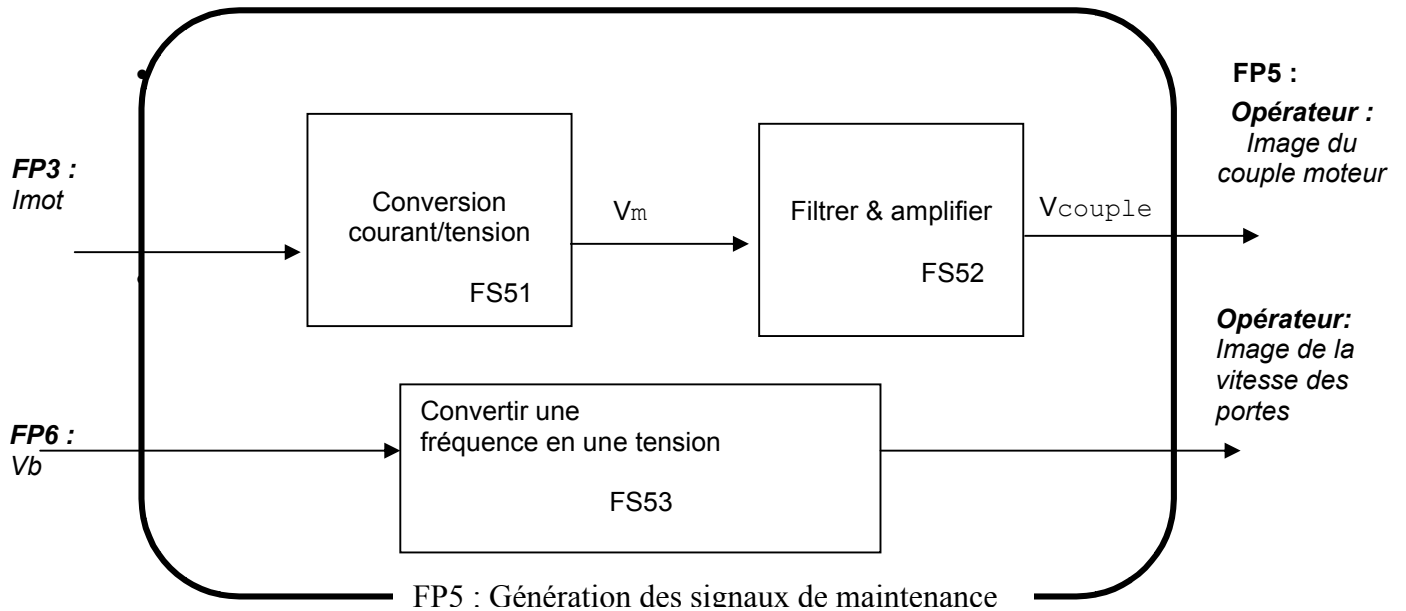 FP3 :
Imot
Conversion
courant/tension
FS51
Vm
Filtrer & amplifier
FS52
Vcouple
FP5 :
Opérateur :
Image du
couple moteur
FP6 :
Vb
Convertir une
fréquence en une tension
FS53
Opérateur:
Image de la
vitesse des
portes
FP5 : Génération des signaux de maintenance